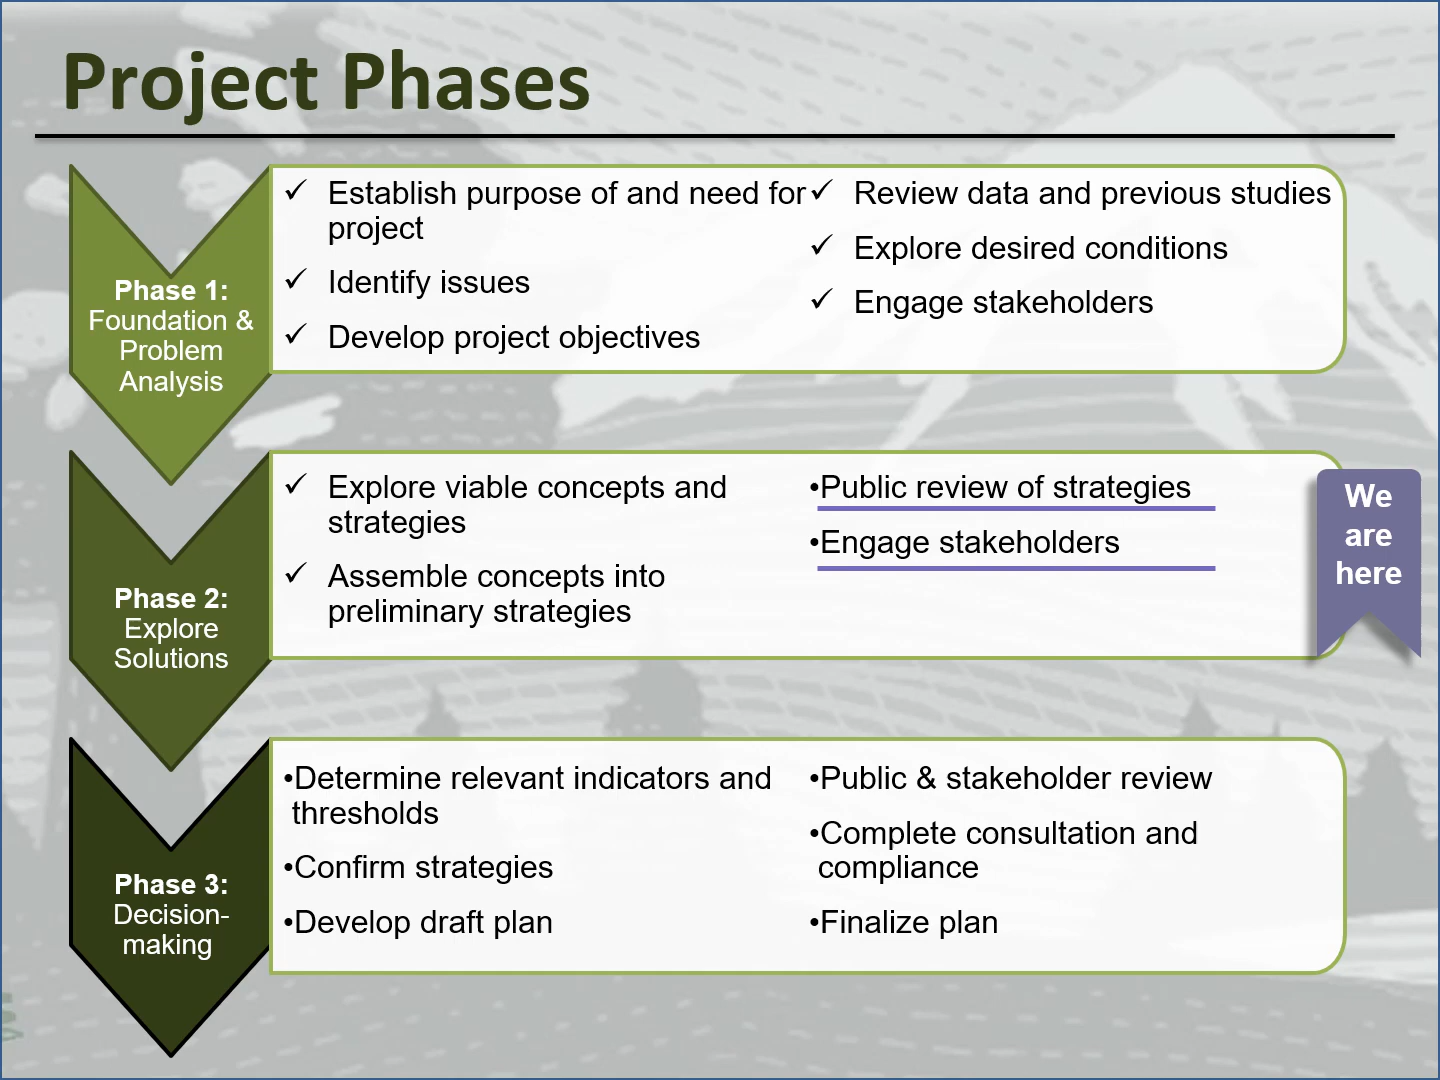 Project Phases
Phase 1:
Foundation &
Problem
Analysis
✓ Establish purpose of and need for
project
✓ Identify issues
✓ Develop project objectives
✓ Review data and previous studies
✓ Explore desired conditions
✓ Engage stakeholders
Phase 2:
Explore
Solutions
✓ Explore viable concepts and
strategies
✓ Assemble concepts into
preliminary strategies
•Public review of strategies
•Engage stakeholders
We
are
here
Phase 3:
Decision-
making
•Determine relevant indicators and
thresholds
•Confirm strategies
•Develop draft plan
•Public & stakeholder review
•Complete consultation and
compliance
•Finalize plan